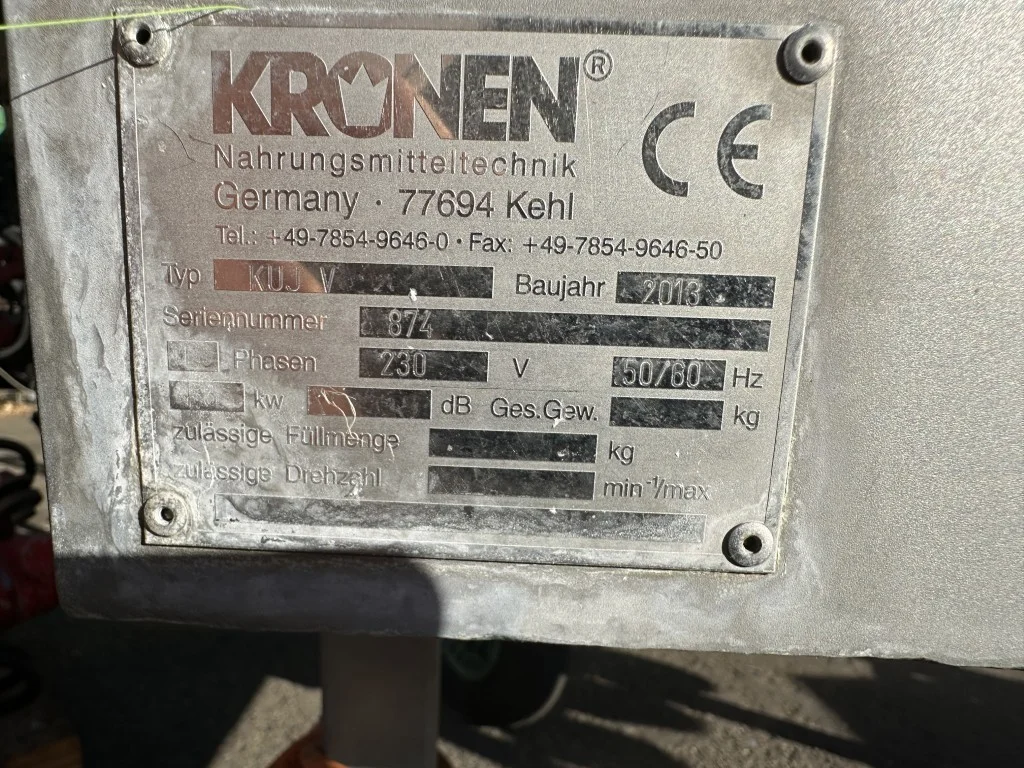 KRONEN®
Nahrungsmitteltechnik
Germany · 77694 Kehl
CE
Tel.: +49-7854-9646-0 · Fax: +49-7854-9646-50
Typ KUJ V Baujahr 2013
Seriennummer 874
Phasen 230 V 50/60 Hz
kw dB Ges.Gew. kg
zulässige Füllmenge kg
zulässige Drehzahl min-1/max